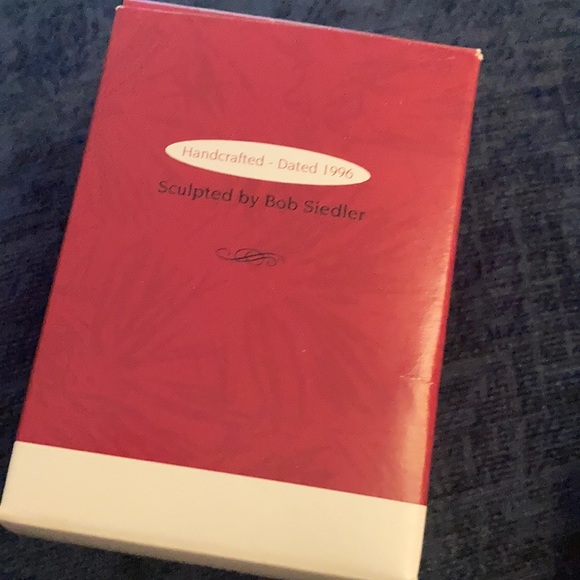 Handcrafted - Dated 1996
Sculpted by Bob Siedler